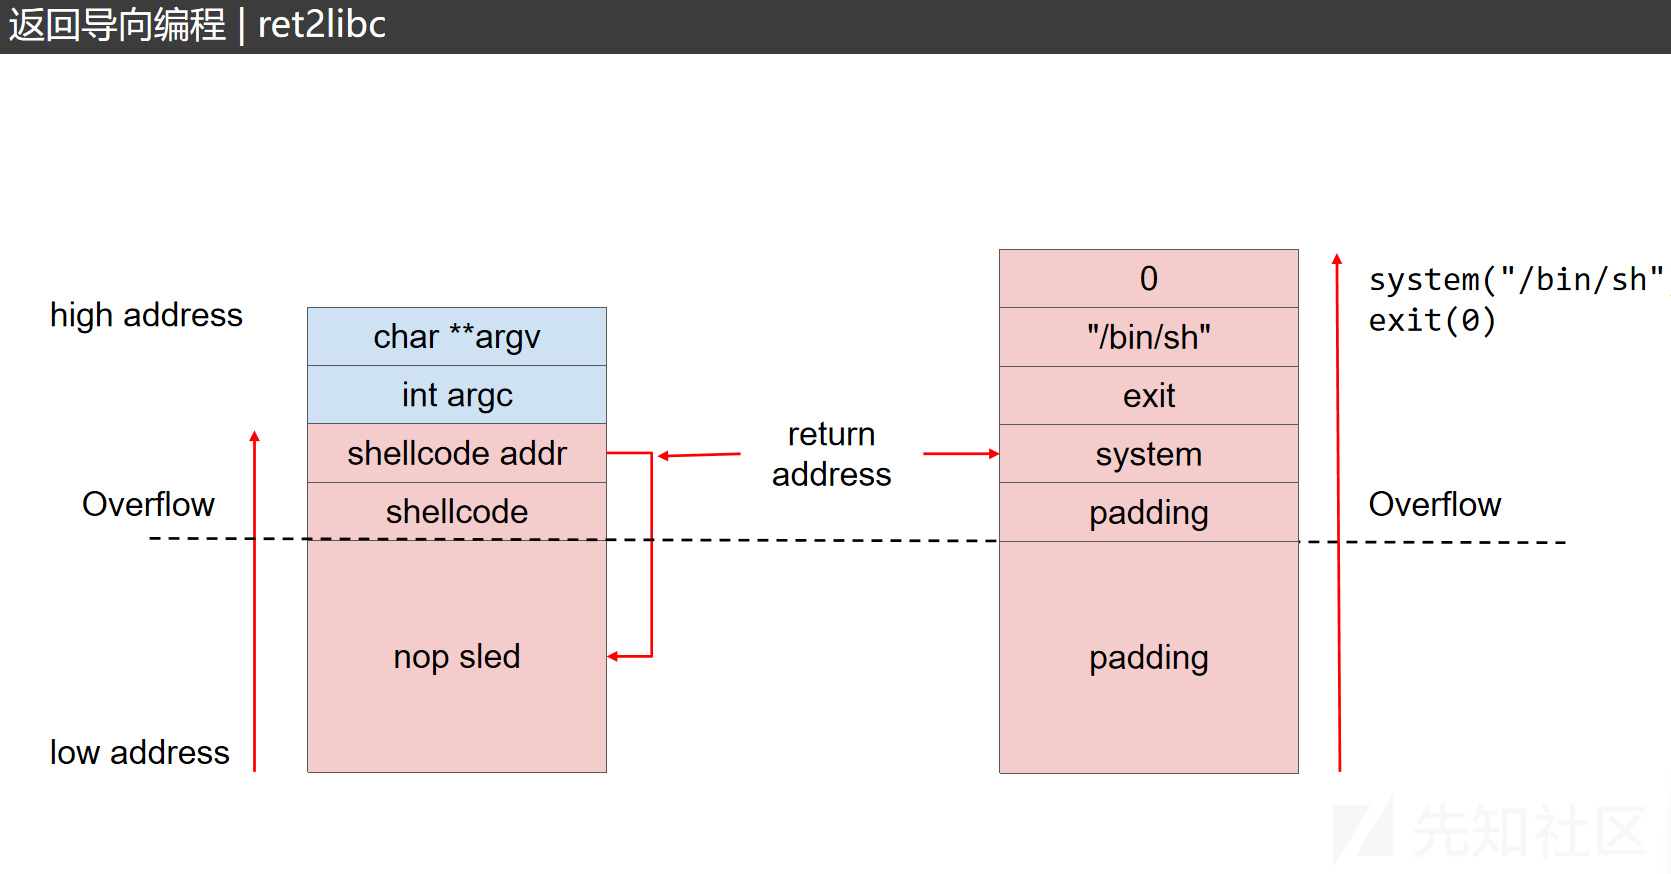 返回导向编程 | ret2libc
high address
char **argv
int argc
shellcode addr
shellcode
nop sled
Overflow
low address
return
address
0
"/bin/sh"
exit
system
padding
padding
system("/bin/sh"
exit(0)
Overflow
先知社区